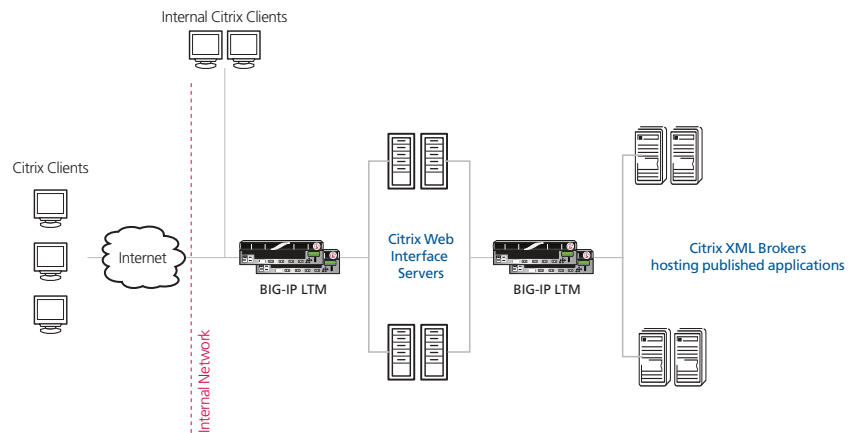 Internal Citrix Clients
Citrix Clients
Internet
Internal Network
BIG-IP LTM
Citrix Web
Interface
Servers
BIG-IP LTM
Citrix XML Brokers
hosting published applications